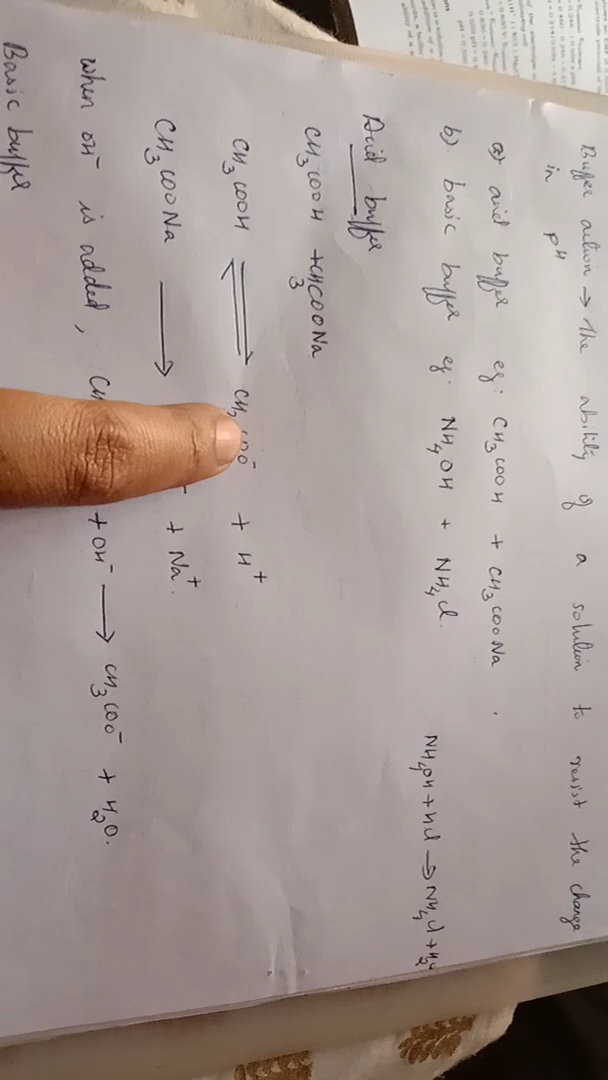 Buffer action → the ability of a solution to resist the change
in pH
a) acid buffer eg: CH3COOH + CH3COONa,
b) basic buffer eg: NH4OH + NH4Cl.
NH4OH + HCl → NH4Cl + H2
Acid buffer
CH3COOH + CH3COONa
CH3COOH ⇌ CH3COO⁻ + H⁺
CH3COONa → ⁻ + Na⁺.
when OH⁻ is added, + OH⁻ → CH3COO⁻ + H2O.
Basic buffer